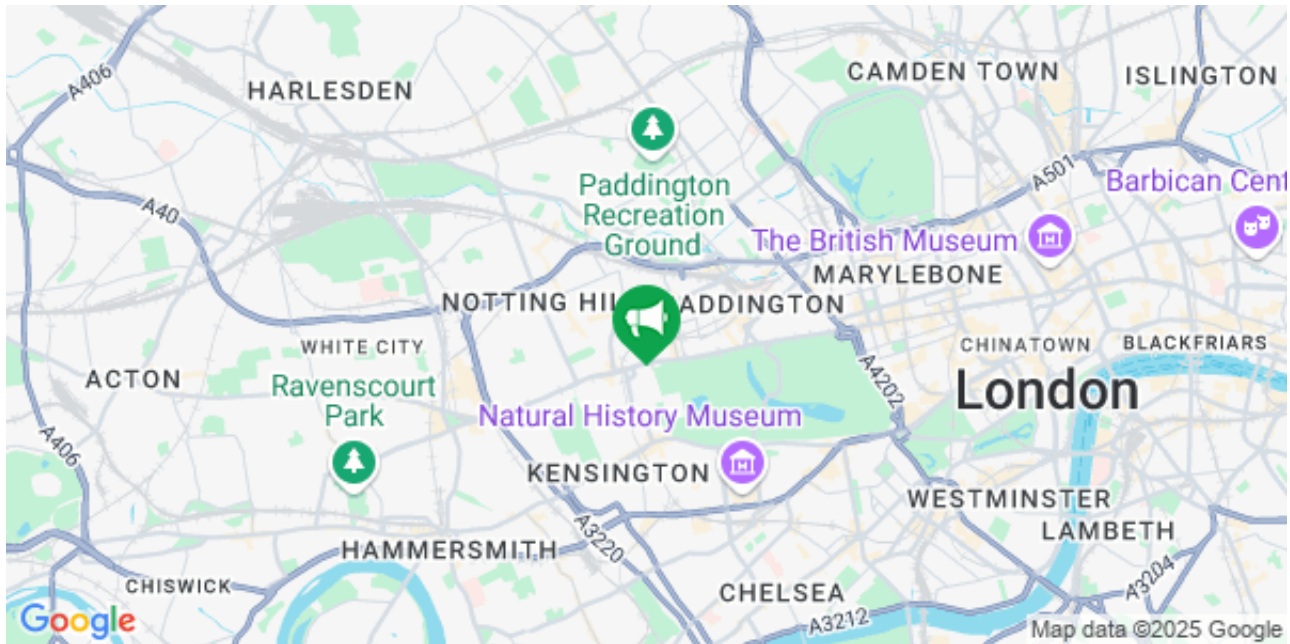 A406
HARLESDEN
CAMDEN TOWN
ISLINGTON
Paddington
Recreation
Ground
A501
Barbican Cent
A40
The British Museum
MARYLEBONE
NOTTING HIL
ADDINGTON
WHITE CITY
CHINATOWN
BLACKFRIARS
ACTON
Ravenscourt
Park
A4202
London
Natural History Museum
A406
KENSINGTON
WESTMINSTER
LAMBETH
A3220
HAMMERSMITH
CHISWICK
CHELSEA
A3204
A3212
Google
Map data ©2025 Google